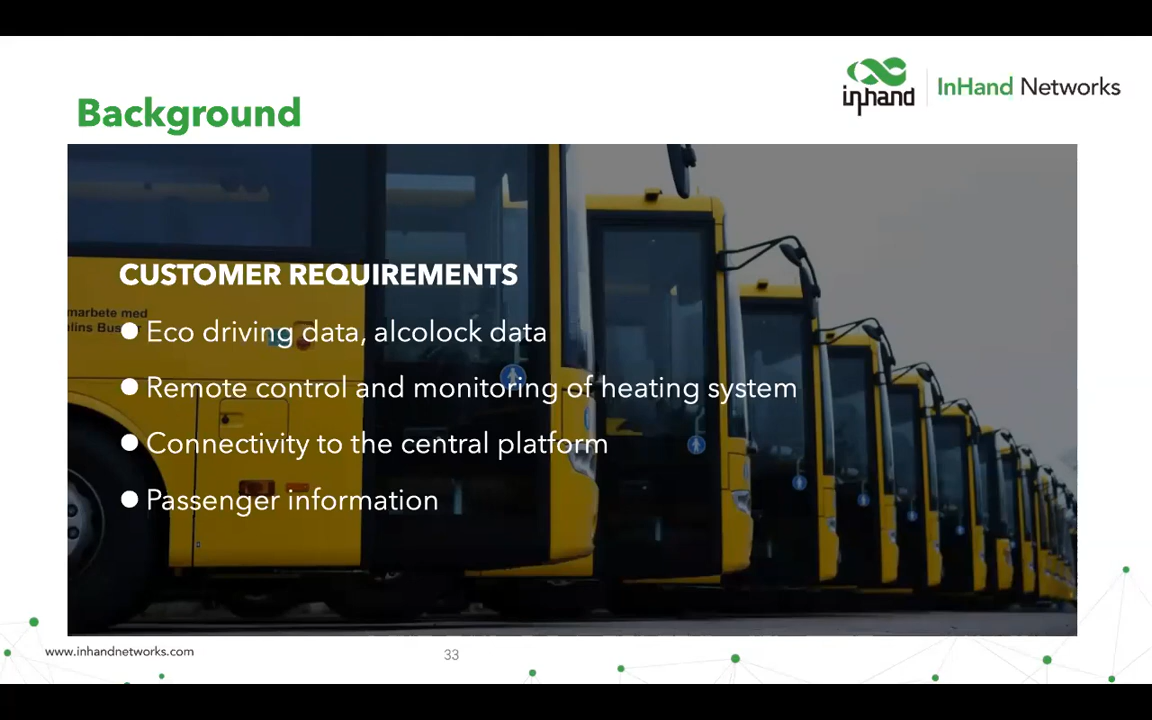 inhand
InHand Networks
Background
CUSTOMER REQUIREMENTS
marbete med
Eco driving data, alcolock data
Remote control and monitoring of heating system
Connectivity to the central platform
Passenger information
www.inhandnetworks.com
33